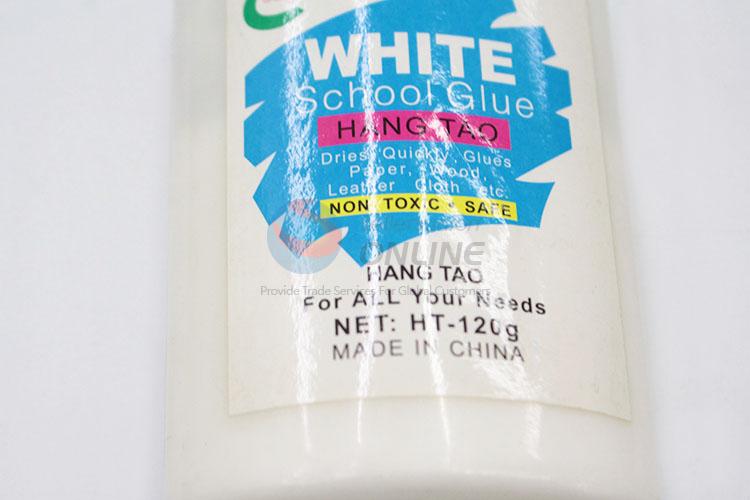 WHITE
School Glue
HANG TAO
Dries Quickly, Glues
Paper, Wood,
Leather Cloth etc.
NON TOXIC • SAFE
ONLINE
HANG TAO
Provide Trade Services For Global Customers
For ALL Your Needs
NET: HT-120g
MADE IN CHINA